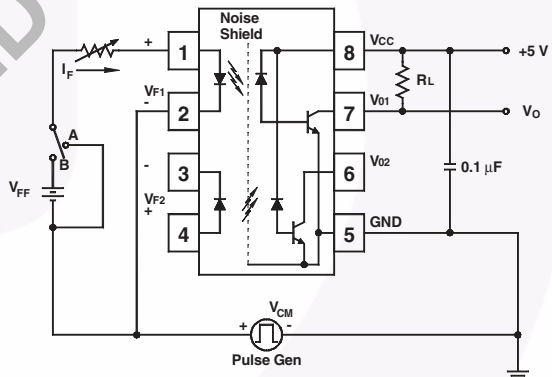 Noise
Shield
+
1
8
VCC
+5 V
IF
RL
VF1
-
2
7
V01
VO
A
B
-
3
6
V02
0.1 µF
VFF
VF2
+
4
5
GND
VCM
+
-
Pulse Gen